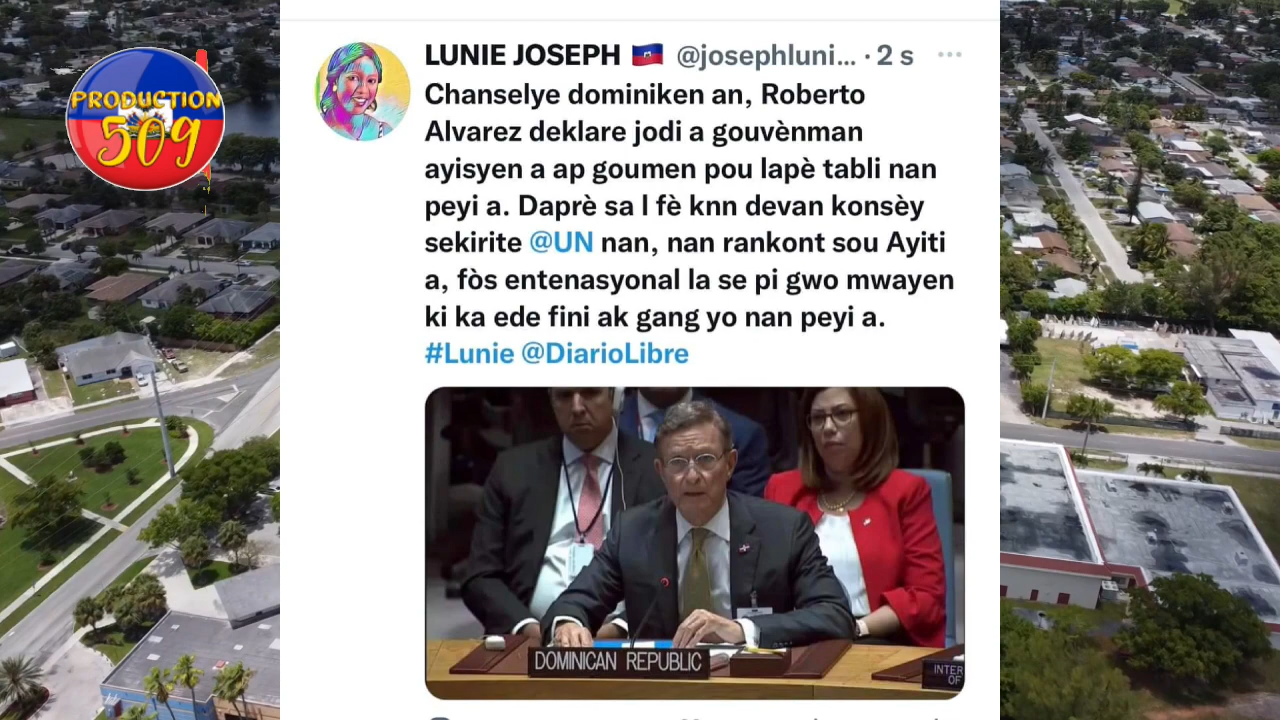 PRODUCTION
509
LUNIE JOSEPH 🇭🇹 @josephluni... · 2 s
Chanselye dominiken an, Roberto
Alvarez deklare jodi a gouvènman
ayisyen a ap goumen pou lapè tabli nan
peyi a. Daprè sa l fè knn devan konsèy
sekirite @UN nan, nan rankont sou Ayiti
a, fòs entenasyonal la se pi gwo mwayen
ki ka ede fini ak gang yo nan peyi a.
#Lunie @DiarioLibre
DOMINICAN REPUBLIC
INTER
OF